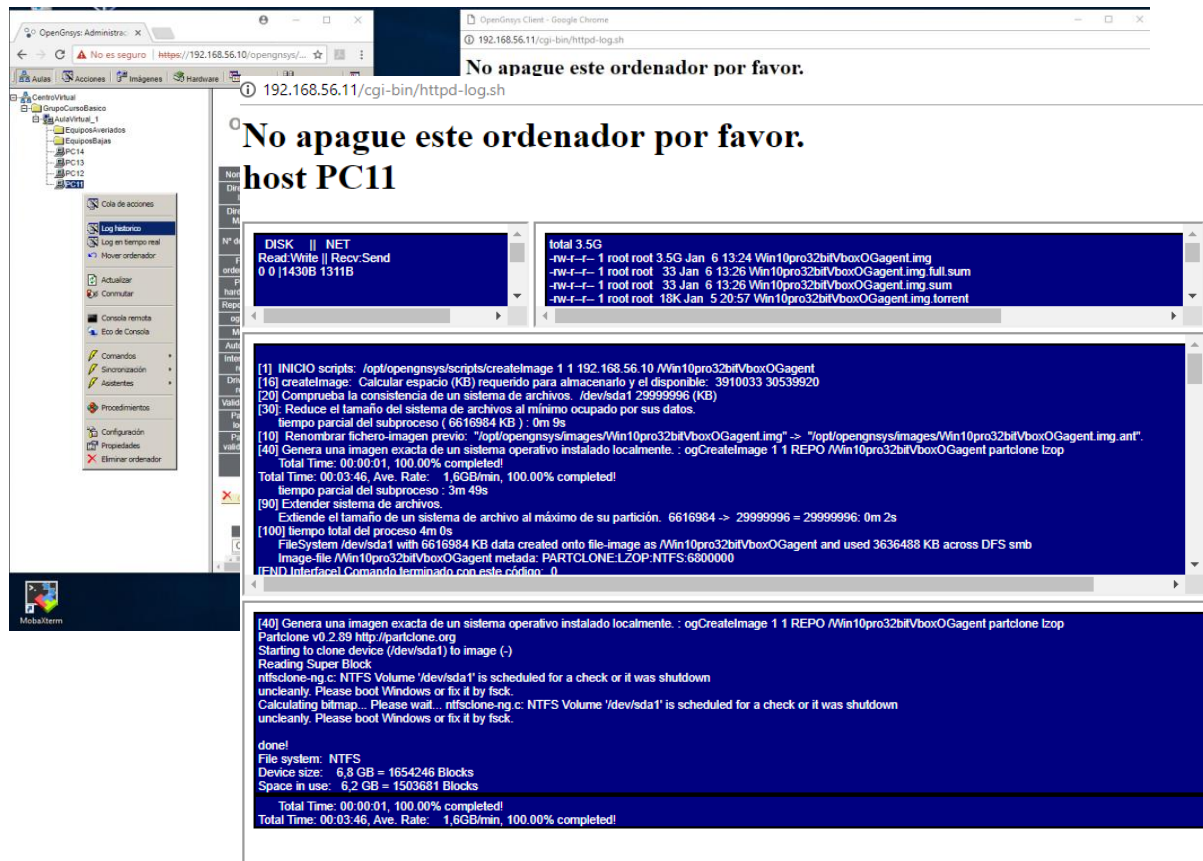 OpenGnsys: Administrac
No es seguro | https://192.168.56.10/opengnsys/...
Aulas
Acciones
Imágenes
Hardware
CentroVirtual
GrupoCursoBasico
AulaVirtual_1
EquiposAveriados
EquiposBajas
PC14
PC13
PC12
PC11
Cola de acciones
Log historico
Log en tiempo real
Mover ordenador
Actualizar
Conmutar
Consola remota
Eco de Consola
Comandos
Sincronización
Asistentes
Procedimientos
Configuración
Propiedades
Eliminar ordenador
MobaXterm
OpenGnsys Client - Google Chrome
192.168.56.11/cgi-bin/httpd-log.sh
No apague este ordenador por favor.
192.168.56.11/cgi-bin/httpd-log.sh
No apague este ordenador por favor.
host PC11
DISK || NET
Read:Write || Recv:Send
0 0 |1430B 1311B
total 3.5G
-rw-r--r-- 1 root root 3.5G Jan 6 13:24 Win10pro32bitVboxOGagent.img
-rw-r--r-- 1 root root 33 Jan 6 13:26 Win10pro32bitVboxOGagent.img.full.sum
-rw-r--r-- 1 root root 33 Jan 6 13:26 Win10pro32bitVboxOGagent.img.sum
-rw-r--r-- 1 root root 18K Jan 5 20:57 Win10pro32bitVboxOGagent.img.torrent
[1] INICIO scripts: /opt/opengnsys/scripts/createImage 1 1 192.168.56.10 /Win10pro32bitVboxOGagent
[16] createImage: Calcular espacio (KB) requerido para almacenarlo y el disponible: 3910033 30539920
[20] Comprueba la consistencia de un sistema de archivos. /dev/sda1 29999996 (KB)
[30]: Reduce el tamaño del sistema de archivos al mínimo ocupado por sus datos.
tiempo parcial del subproceso ( 6616984 KB ) : 0m 9s
[10] Renombrar fichero-imagen previo: "/opt/opengnsys/images/Win10pro32bitVboxOGagent.img" -> "/opt/opengnsys/images/Win10pro32bitVboxOGagent.img.ant".
[40] Genera una imagen exacta de un sistema operativo instalado localmente. : ogCreateImage 1 1 REPO /Win10pro32bitVboxOGagent partclone lzop
Total Time: 00:00:01, 100.00% completed!
Total Time: 00:03:46, Ave. Rate: 1,6GB/min, 100.00% completed!
tiempo parcial del subproceso : 3m 49s
[90] Extender sistema de archivos.
Extiende el tamaño de un sistema de archivo al máximo de su partición. 6616984 -> 29999996 = 29999996: 0m 2s
[100] tiempo total del proceso 4m 0s
FileSystem /dev/sda1 with 6616984 KB data created onto file-image as /Win10pro32bitVboxOGagent and used 3636488 KB across DFS smb
Image-file /Win10pro32bitVboxOGagent metada: PARTCLONE:LZOP:NTFS:6800000
[END Interface] Comando terminado con este código: 0
[40] Genera una imagen exacta de un sistema operativo instalado localmente. : ogCreateImage 1 1 REPO /Win10pro32bitVboxOGagent partclone lzop
Partclone v0.2.89 http://partclone.org
Starting to clone device (/dev/sda1) to image (-)
Reading Super Block
ntfsclone-ng.c: NTFS Volume '/dev/sda1' is scheduled for a check or it was shutdown
uncleanly. Please boot Windows or fix it by fsck.
Calculating bitmap... Please wait... ntfsclone-ng.c: NTFS Volume '/dev/sda1' is scheduled for a check or it was shutdown
uncleanly. Please boot Windows or fix it by fsck.
done!
File system: NTFS
Device size: 6,8 GB = 1654246 Blocks
Space in use: 6,2 GB = 1503681 Blocks
Total Time: 00:00:01, 100.00% completed!
Total Time: 00:03:46, Ave. Rate: 1,6GB/min, 100.00% completed!